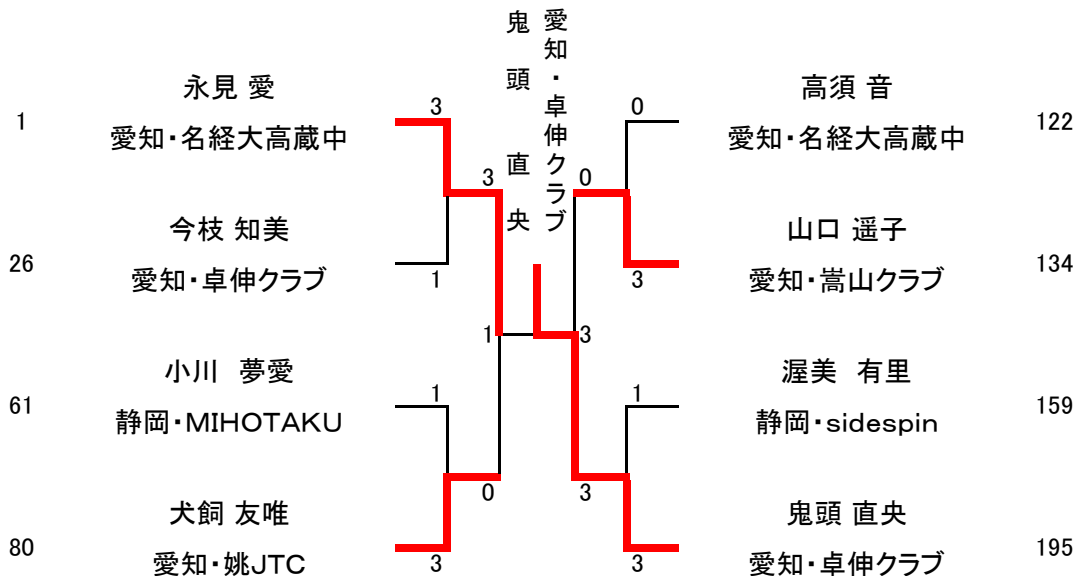 鬼頭 直央
愛知・卓伸クラブ
1
永見 愛
愛知・名経大高蔵中
3
26
今枝 知美
愛知・卓伸クラブ
1
3
61
小川　夢愛
静岡・MIHOTAKU
1
80
犬飼 友唯
愛知・姚JTC
3
0
1
3
0
高須 音
愛知・名経大高蔵中
122
0
山口 遥子
愛知・嵩山クラブ
134
3
0
渥美　有里
静岡・sidespin
159
1
鬼頭 直央
愛知・卓伸クラブ
195
3
3